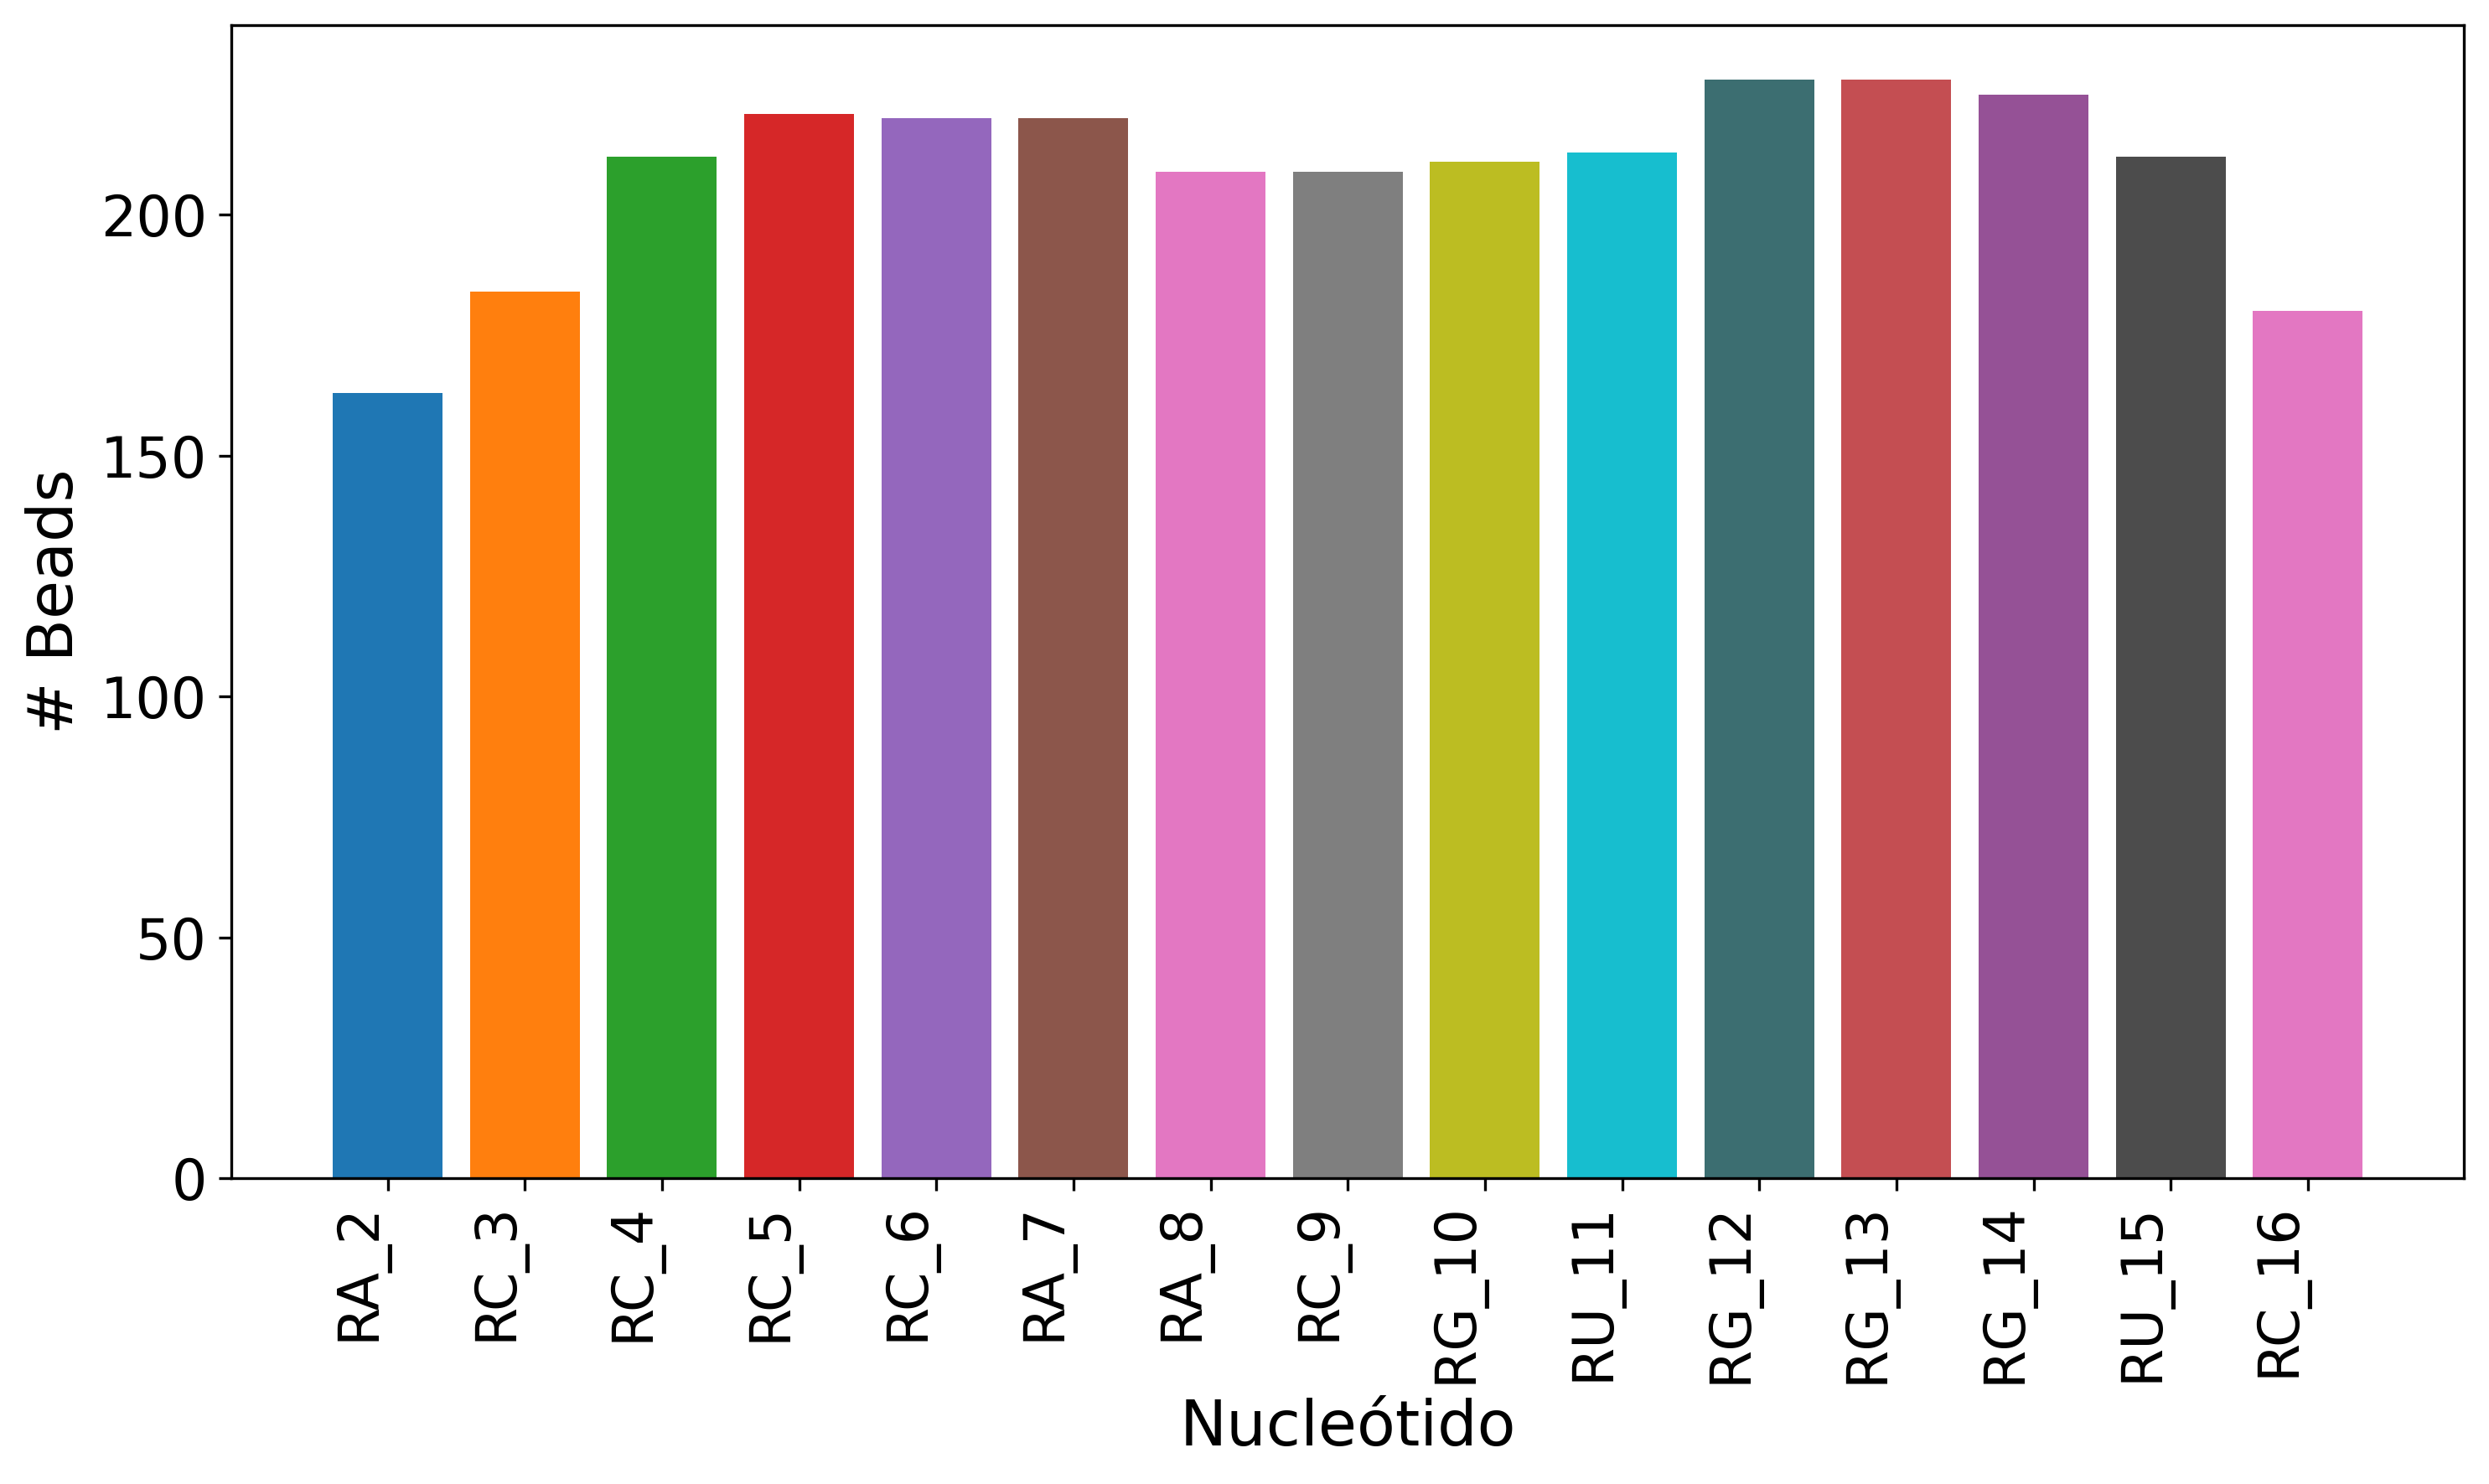 # Beads
200
150
100
50
0
RA_2
RC_3
RC_4
RC_5
RC_6
RA_7
RA_8
RC_9
RG_10
RU_11
RG_12
RG_13
RG_14
RU_15
RC_16
Nucleótido